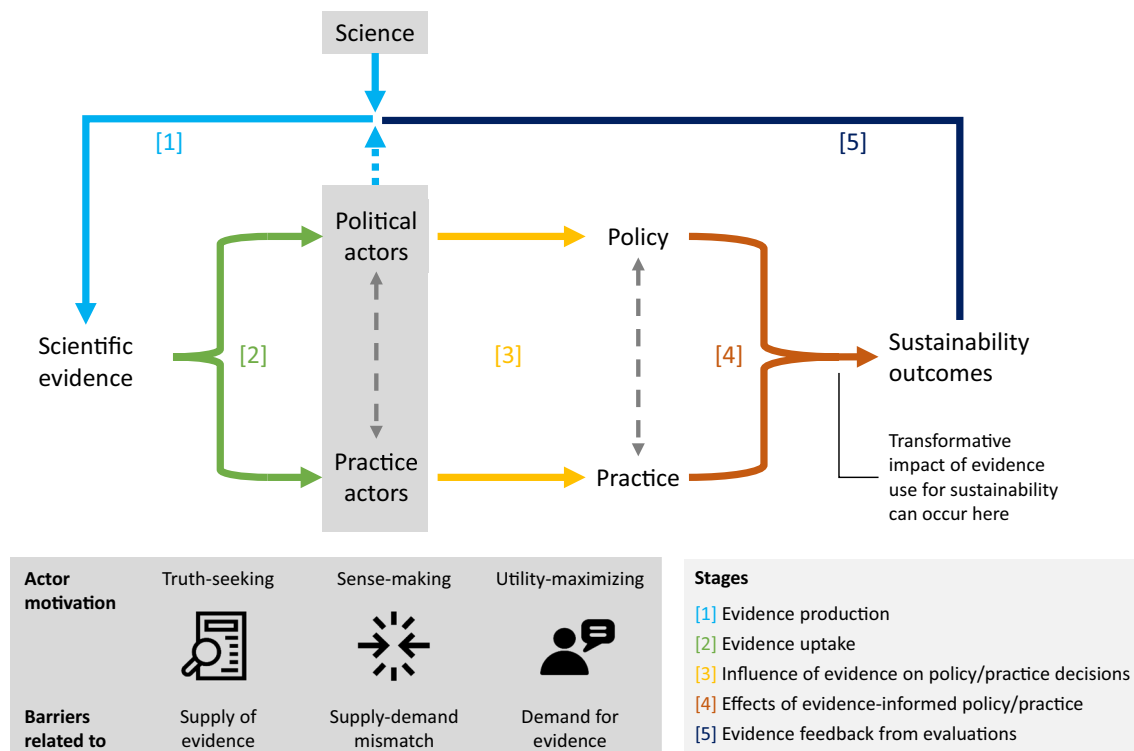 Science
[1]
[5]
Political
actors
Policy
Scientific
evidence
[2]
[3]
[4]
Sustainability
outcomes
Practice
actors
Practice
Transformative
impact of evidence
use for sustainability
can occur here
Actor
motivation
Truth-seeking
Sense-making
Utility-maximizing
Barriers
related to
Supply of
evidence
Supply-demand
mismatch
Demand for
evidence
Stages
[1] Evidence production
[2] Evidence uptake
[3] Influence of evidence on policy/practice decisions
[4] Effects of evidence-informed policy/practice
[5] Evidence feedback from evaluations